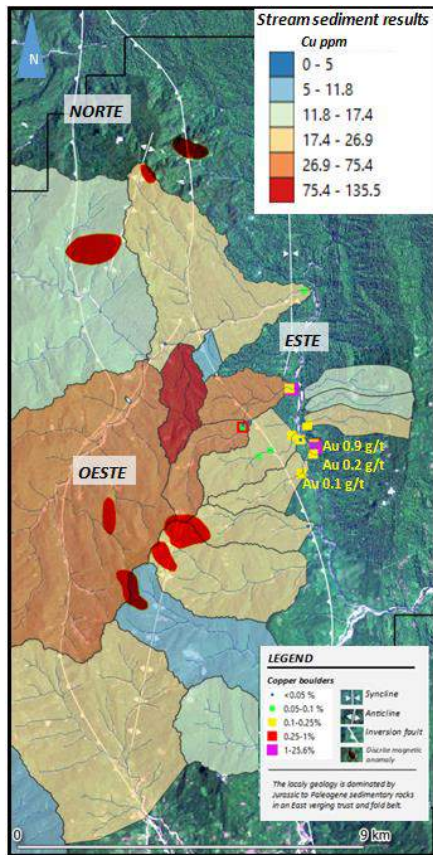 Stream sediment results
Cu ppm
0 - 5
5 - 11.8
11.8 - 17.4
17.4 - 26.9
26.9 - 75.4
75.4 - 135.5
N
NORTE
ESTE
OESTE
Au 0.9 g/t
Au 0.2 g/t
Au 0.1 g/t
LEGEND
Copper boulders
<0.05 %
0.05-0.1 %
0.1-0.25%
0.25-1%
1-25,6%
Syncline
Anticline
Inversion fault
Discrite magnetic
anomaly
The localy geology is dominated by
Jurassic to Paleogene sedimentary rocks
in an East verging trust and fold belt.
0
9 km